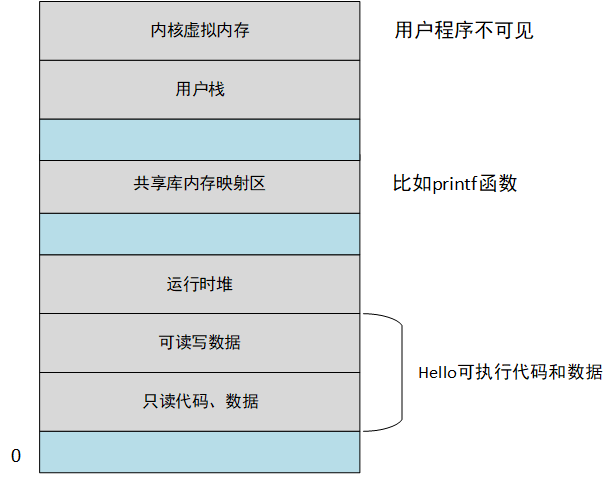 内核虚拟内存
用户程序不可见
用户栈
共享库内存映射区
比如printf函数
运行时堆
可读写数据
Hello可执行代码和数据
只读代码、数据
0